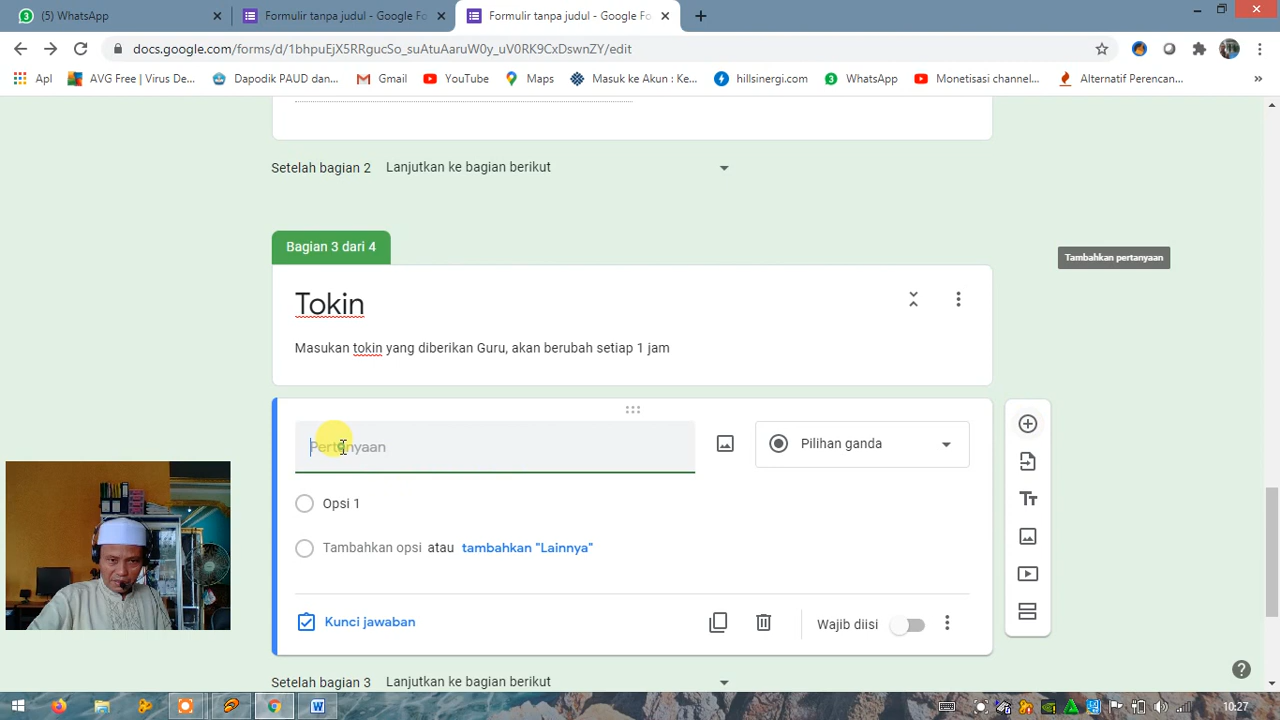 (5) WhatsApp
Formulir tanpa judul - Google Fo
Formulir tanpa judul - Google Fo
docs.google.com/forms/d/1bhpuEjX5RRgucSo_suAtuAaruW0y_uV0RK9CxDswnZY/edit
Apl
AVG Free | Virus De...
Dapodik PAUD dan...
Gmail
YouTube
Maps
Masuk ke Akun : Ke...
hillsinergi.com
WhatsApp
Monetisasi channel...
Alternatif Perencan...
»
Setelah bagian 2 Lanjutkan ke bagian berikut
Bagian 3 dari 4
Tambahkan pertanyaan
Tokin
Masukan tokin yang diberikan Guru, akan berubah setiap 1 jam
Pertanyaan
Pilihan ganda
Opsi 1
Tambahkan opsi atau tambahkan "Lainnya"
Kunci jawaban
Wajib diisi
Setelah bagian 3 Lanjutkan ke bagian berikut
10:27